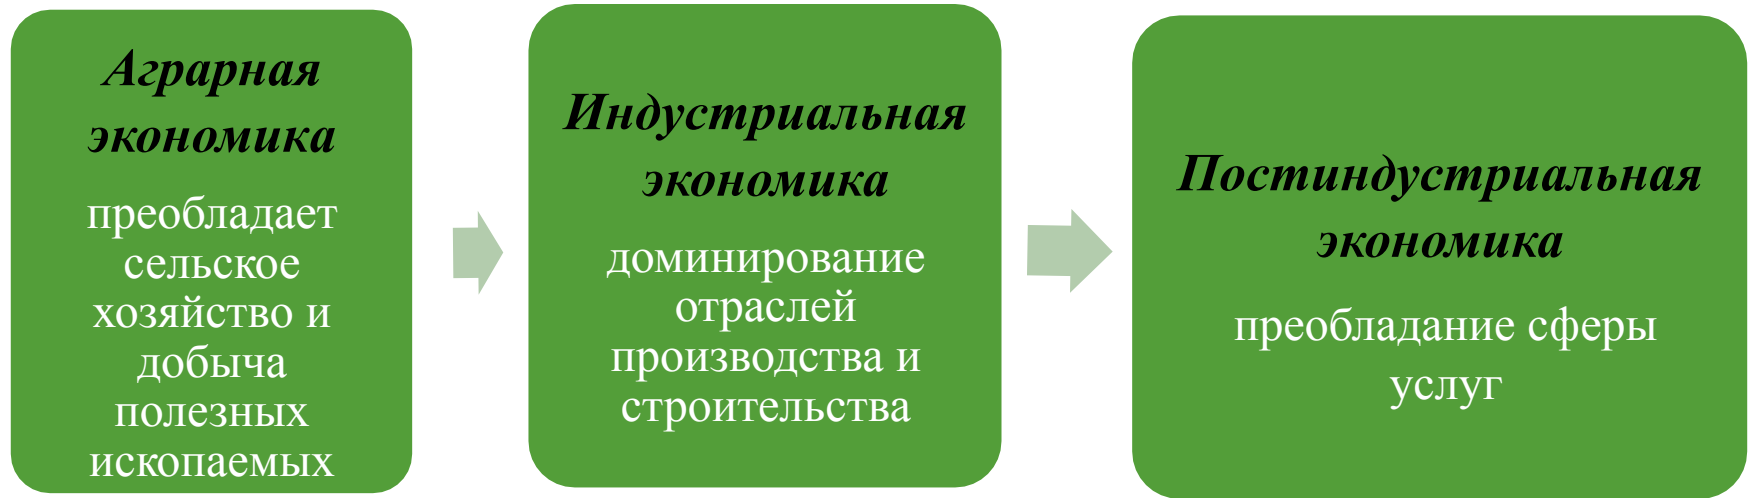 Аграрная
экономика
преобладает
сельское
хозяйство и
добыча
полезных
ископаемых
Индустриальная
экономика
доминирование
отраслей
производства и
строительства
Постиндустриальная
экономика
преобладание сферы
услуг